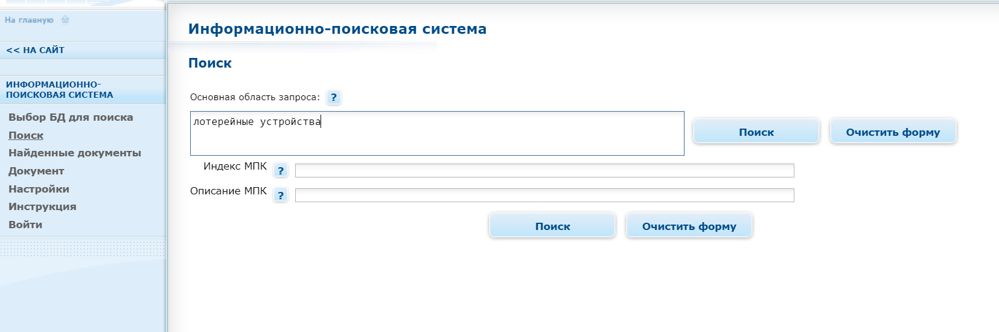 На главную
<< НА САЙТ
ИНФОРМАЦИОННО-
ПОИСКОВАЯ СИСТЕМА
Выбор БД для поиска
Поиск
Найденные документы
Документ
Настройки
Инструкция
Войти
Информационно-поисковая система
Поиск
Основная область запроса: ?
лотерейные устройства
Поиск Очистить форму
Индекс МПК ?
Описание МПК ?
Поиск Очистить форму